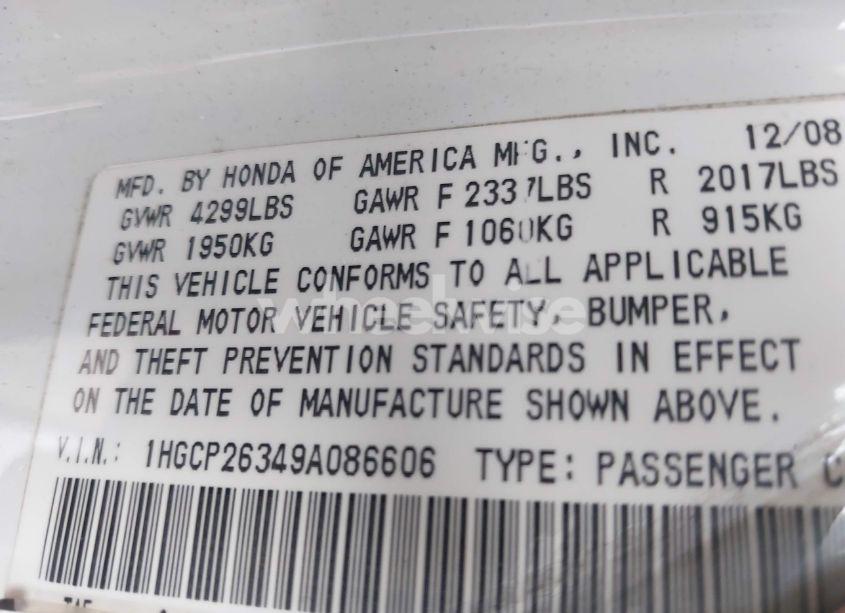 MFD. BY HONDA OF AMERICA MFG., INC. 12/08
GVWR 4299LBS GAWR F 2337LBS R 2017LBS
GVWR 1950KG GAWR F 1060KG R 915KG
THIS VEHICLE CONFORMS TO ALL APPLICABLE
FEDERAL MOTOR VEHICLE SAFETY, BUMPER,
AND THEFT PREVENTION STANDARDS IN EFFECT
ON THE DATE OF MANUFACTURE SHOWN ABOVE.
V.I.N.: 1HGCP26349A086606 TYPE: PASSENGER C
wheelwise